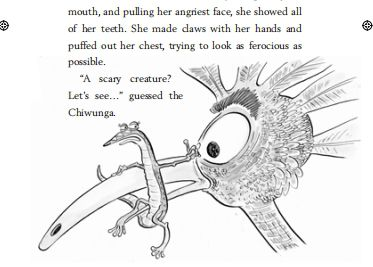 mouth, and pulling her angriest face, she showed all
of her teeth. She made claws with her hands and
puffed out her chest, trying to look as ferocious as
possible.
"A scary creature?
Let's see…" guessed the
Chiwunga.